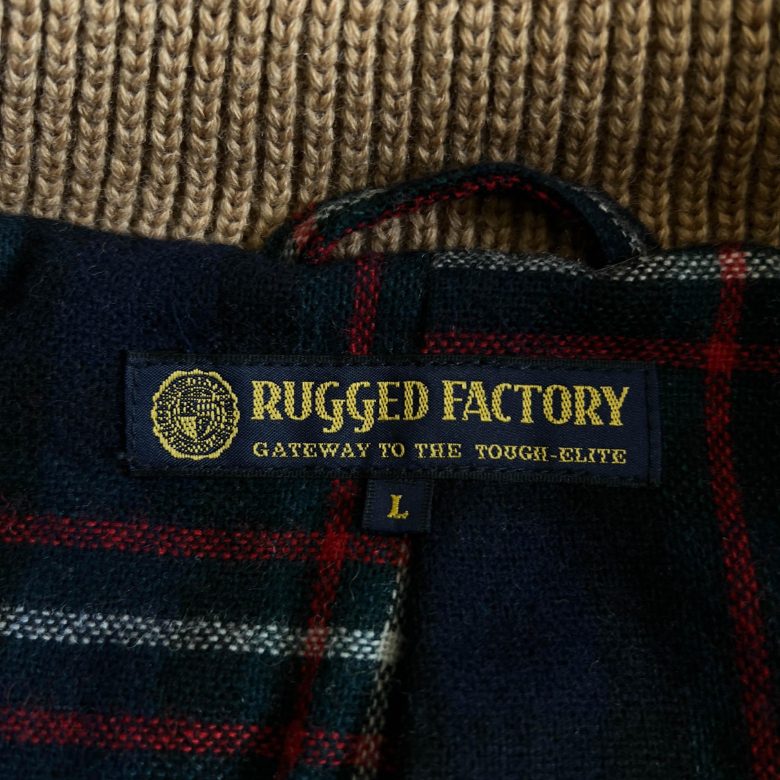 RUGGED FACTORY
GATEWAY TO THE TOUGH-ELITE
L